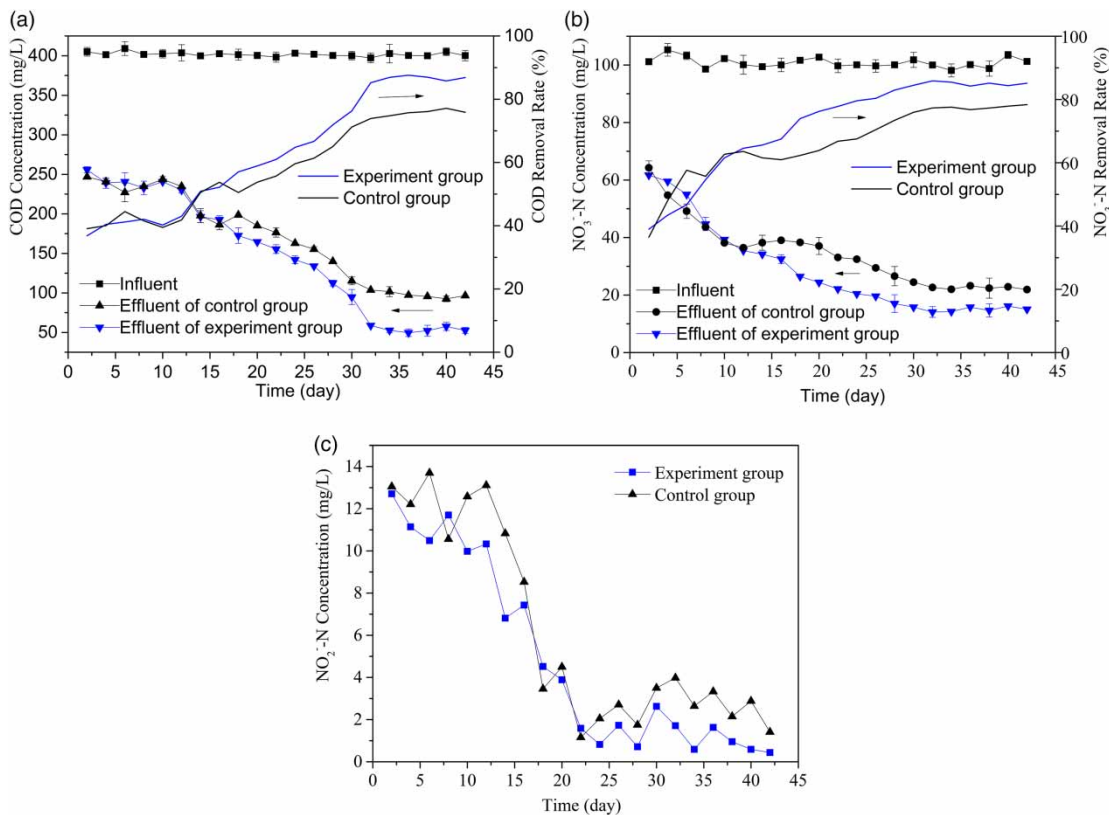 (a)
COD Concentration (mg/L)
400
350
300
250
200
150
100
50
100
80
60
40
20
0
COD Removal Rate (%)
Experiment group
Control group
Influent
Effluent of control group
Effluent of experiment group
0 5 10 15 20 25 30 35 40 45
Time (day)
(b)
NO₃⁻-N Concentration (mg/L)
100
80
60
40
20
0
100
80
60
40
20
0
NO₃⁻-N Removal Rate (%)
Experiment group
Control group
Influent
Effluent of control group
Effluent of experiment group
0 5 10 15 20 25 30 35 40 45
Time (day)
(c)
NO₂⁻-N Concentration (mg/L)
14
12
10
8
6
4
2
0
Experiment group
Control group
0 5 10 15 20 25 30 35 40 45
Time (day)